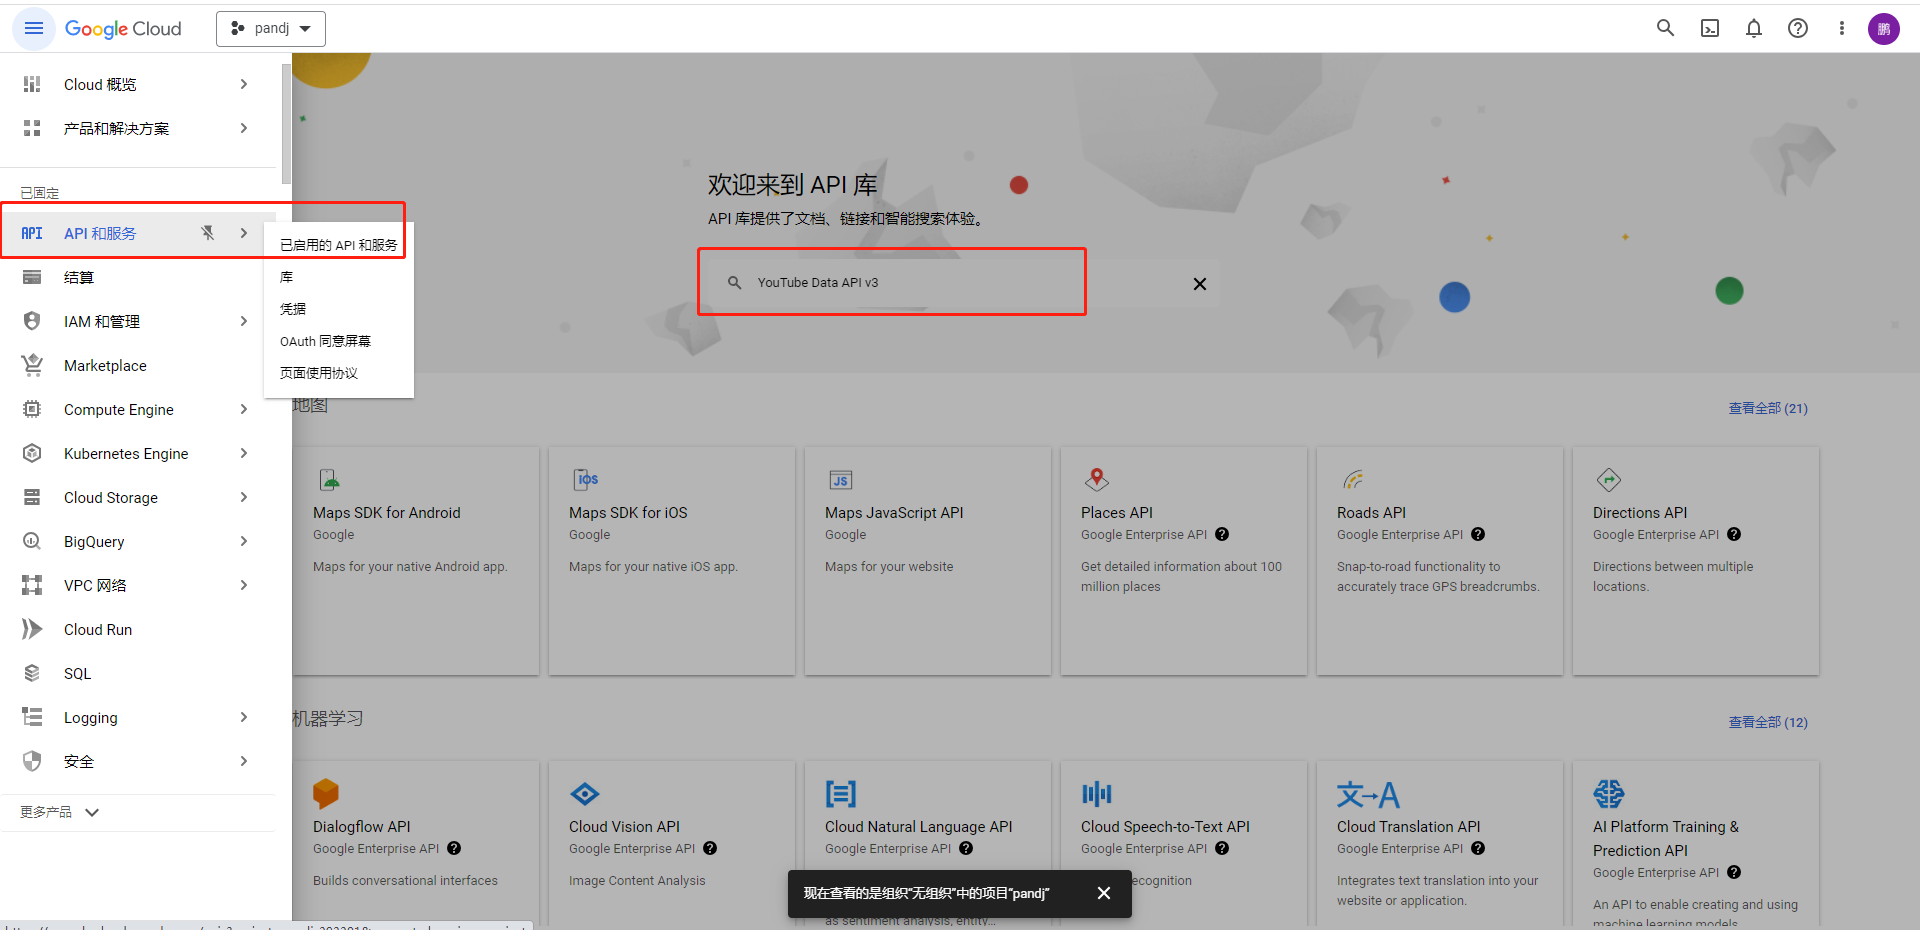 Google Cloud
pandj
鹏
Cloud 概览
产品和解决方案
已固定
API 和服务
结算
IAM 和管理
Marketplace
Compute Engine
Kubernetes Engine
Cloud Storage
BigQuery
VPC 网络
Cloud Run
SQL
Logging
安全
更多产品
已启用的 API 和服务
库
凭据
OAuth 同意屏幕
页面使用协议
欢迎来到 API 库
API 库提供了文档、链接和智能搜索体验。
YouTube Data API v3
地图
查看全部 (21)
Maps SDK for Android
Google
Maps for your native Android app.
iOS
Maps SDK for iOS
Google
Maps for your native iOS app.
JS
Maps JavaScript API
Google
Maps for your website
Places API
Google Enterprise API
Get detailed information about 100
million places
Roads API
Google Enterprise API
Snap-to-road functionality to
accurately trace GPS breadcrumbs.
Directions API
Google Enterprise API
Directions between multiple
locations.
机器学习
查看全部 (12)
Dialogflow API
Google Enterprise API
Builds conversational interfaces
Cloud Vision API
Google Enterprise API
Image Content Analysis
Cloud Natural Language API
Google Enterprise API
as sentiment analysis, entity...
Cloud Speech-to-Text API
Google Enterprise API
ecognition
文→A
Cloud Translation API
Google Enterprise API
Integrates text translation into your
website or application.
AI Platform Training &
Prediction API
Google Enterprise API
An API to enable creating and using
machine learning models
现在查看的是组织“无组织”中的项目“pandj”